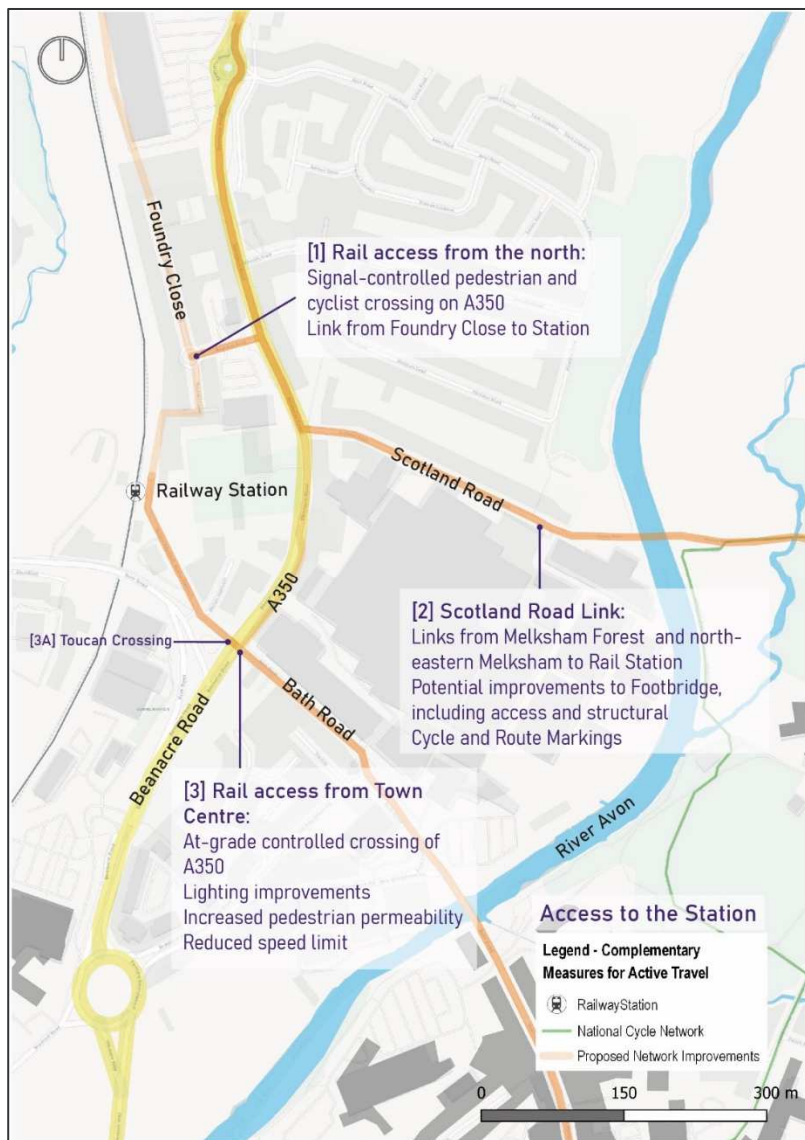 Foundry Close
[1] Rail access from the north:
Signal-controlled pedestrian and
cyclist crossing on A350
Link from Foundry Close to Station
Scotland Road
Railway Station
A350
[3A] Toucan Crossing
Bath Road
Beanacre Road
[2] Scotland Road Link:
Links from Melksham Forest and north-
eastern Melksham to Rail Station
Potential improvements to Footbridge,
including access and structural
Cycle and Route Markings
[3] Rail access from Town
Centre:
At-grade controlled crossing of
A350
Lighting improvements
Increased pedestrian permeability
Reduced speed limit
River Avon
Access to the Station
Legend - Complementary
Measures for Active Travel
RailwayStation
National Cycle Network
Proposed Network Improvements
0 150 300 m